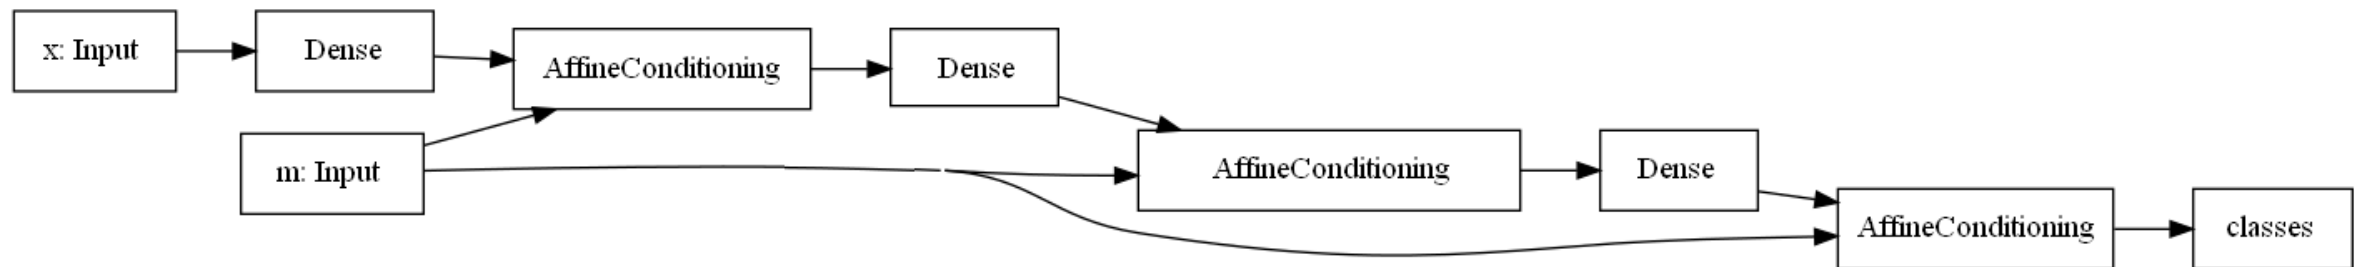 x: Input
Dense
AffineConditioning
Dense
m: Input
AffineConditioning
Dense
AffineConditioning
classes